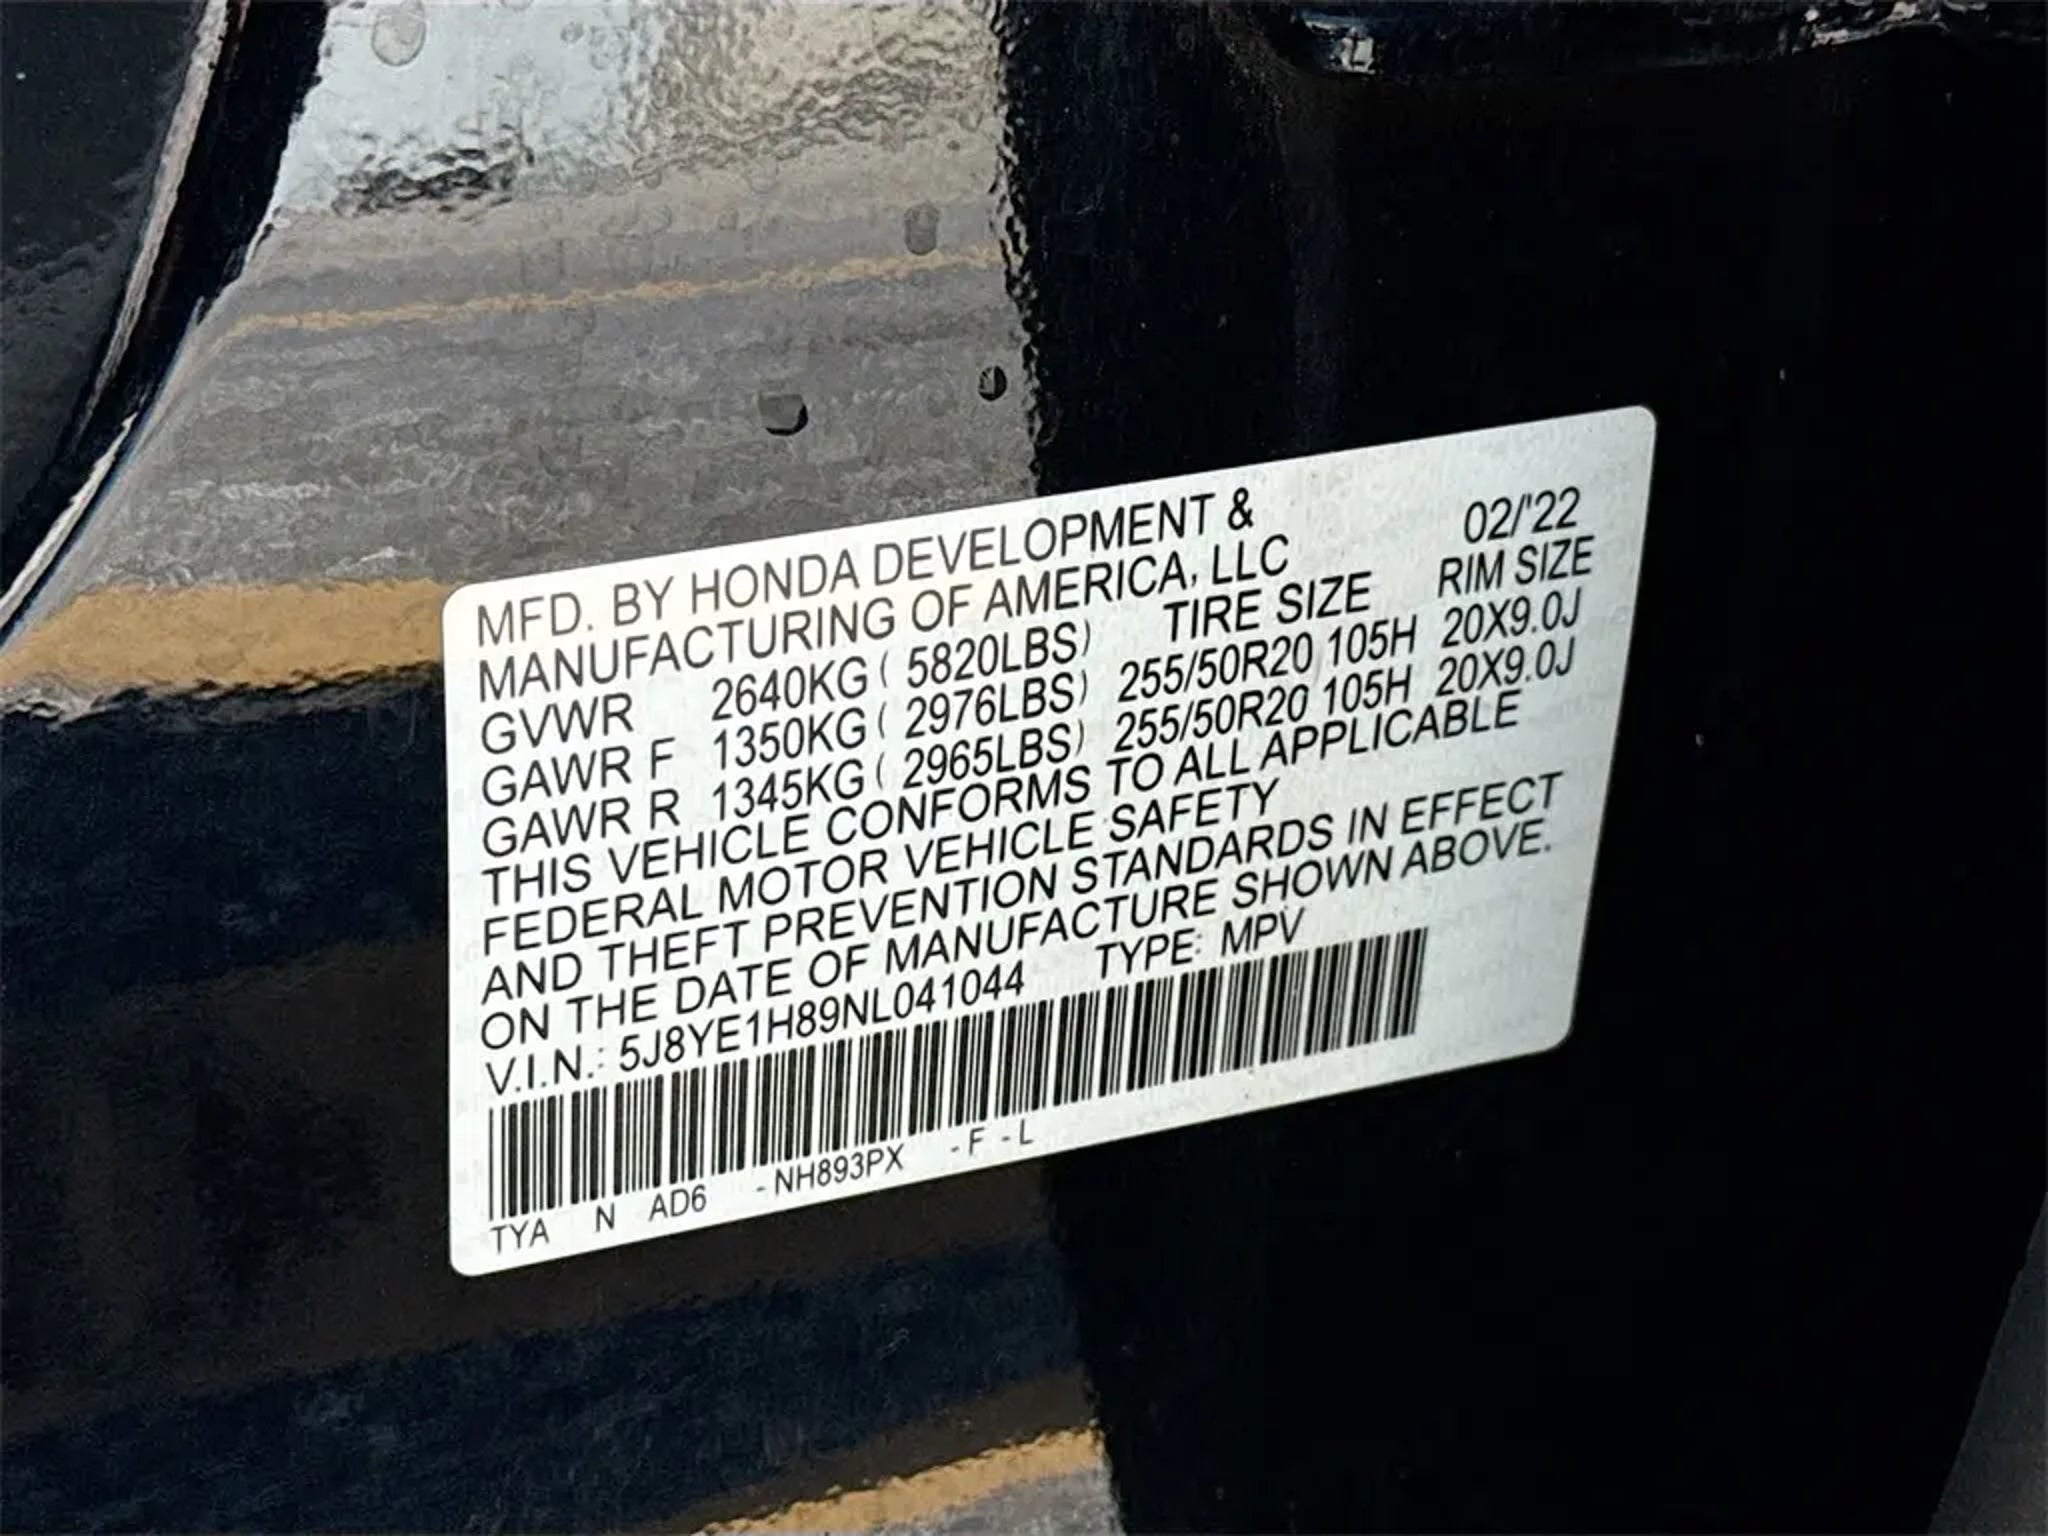 MFD. BY HONDA DEVELOPMENT & 02/'22
MANUFACTURING OF AMERICA, LLC
TIRE SIZE RIM SIZE
GVWR 2640KG ( 5820LBS)
GAWR F 1350KG ( 2976LBS) 255/50R20 105H 20X9.0J
GAWR R 1345KG ( 2965LBS) 255/50R20 105H 20X9.0J
THIS VEHICLE CONFORMS TO ALL APPLICABLE
FEDERAL MOTOR VEHICLE SAFETY
AND THEFT PREVENTION STANDARDS IN EFFECT
ON THE DATE OF MANUFACTURE SHOWN ABOVE.
V.I.N.: 5J8YE1H89NL041044 TYPE: MPV
TYA N AD6 -NH893PX -F -L